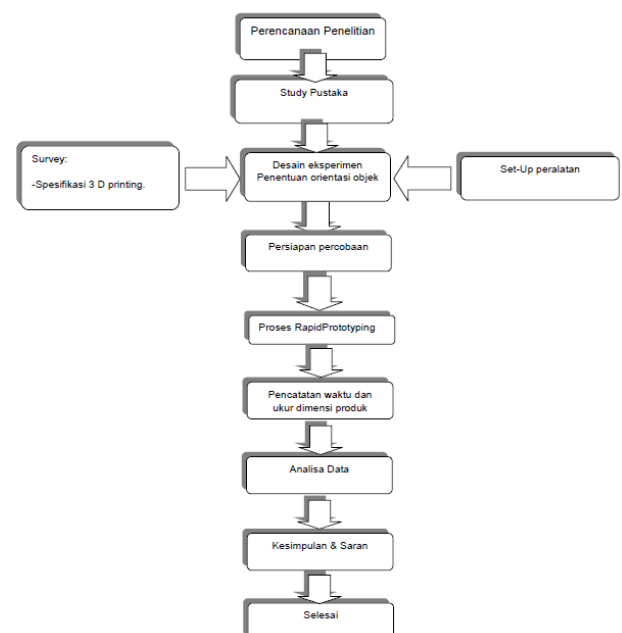 Perencanaan Penelitian
Study Pustaka
Survey:
-Spesifikasi 3 D printing.
Desain eksperimen
Penentuan orientasi objek
Set-Up peralatan
Persiapan percobaan
Proses RapidPrototyping
Pencatatan waktu dan
ukur dimensi produk
Analisa Data
Kesimpulan & Saran
Selesai